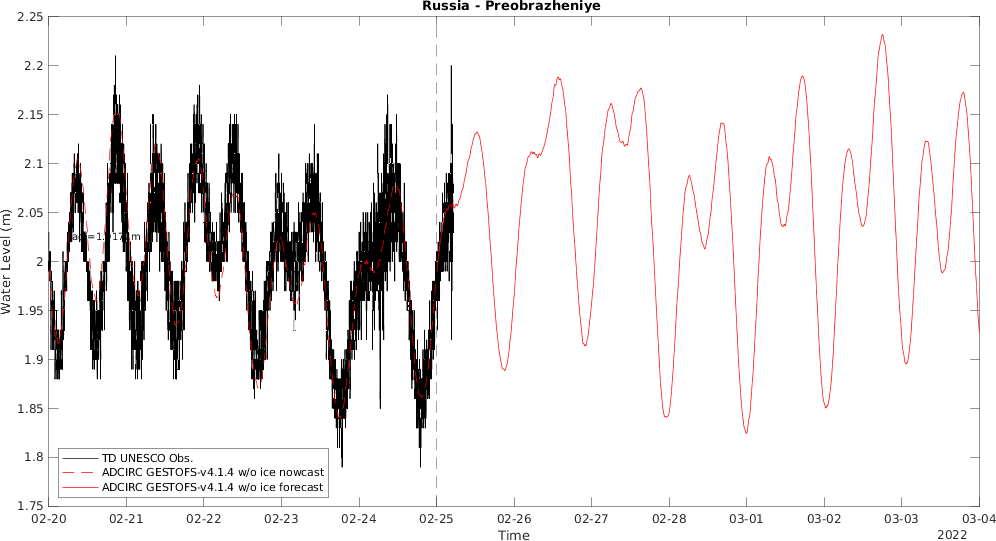 Russia - Preobrazheniye
2.25
2.2
2.15
2.1
2.05
2
1.95
1.9
1.85
1.8
1.75
Water Level (m)
TD UNESCO Obs.
ADCIRC GESTOFS-v4.1.4 w/o ice nowcast
ADCIRC GESTOFS-v4.1.4 w/o ice forecast
02-20 02-21 02-22 02-23 02-24 02-25 02-26 02-27 02-28 03-01 03-02 03-03 03-04
Time
2022